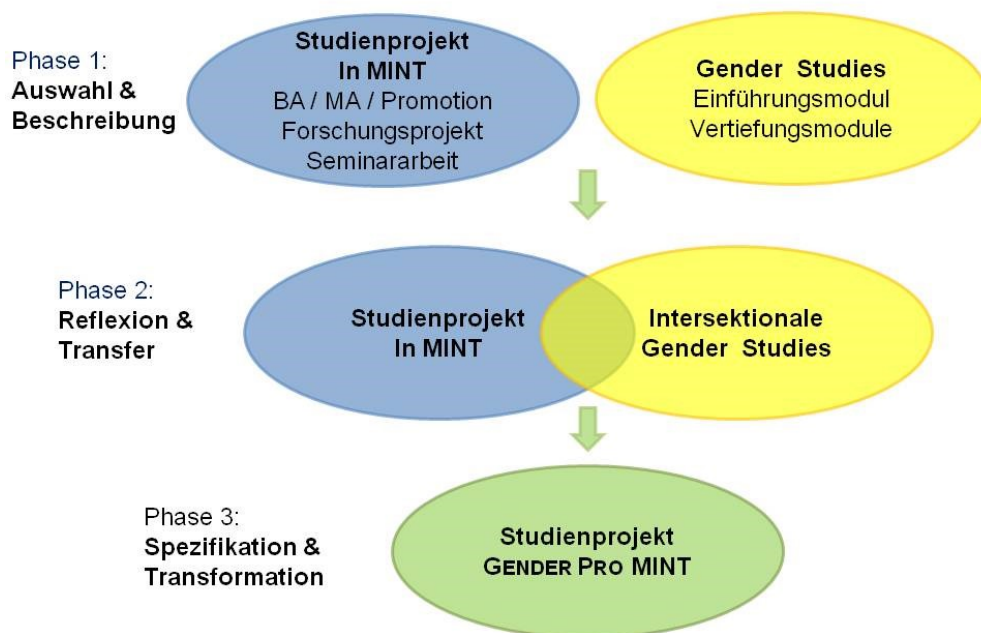 Phase 1:
Auswahl &
Beschreibung
Studienprojekt
In MINT
BA / MA / Promotion
Forschungsprojekt
Seminararbeit
Gender Studies
Einführungsmodul
Vertiefungsmodule
Phase 2:
Reflexion &
Transfer
Studienprojekt
In MINT
Intersektionale
Gender Studies
Phase 3:
Spezifikation &
Transformation
Studienprojekt
GENDER PRO MINT